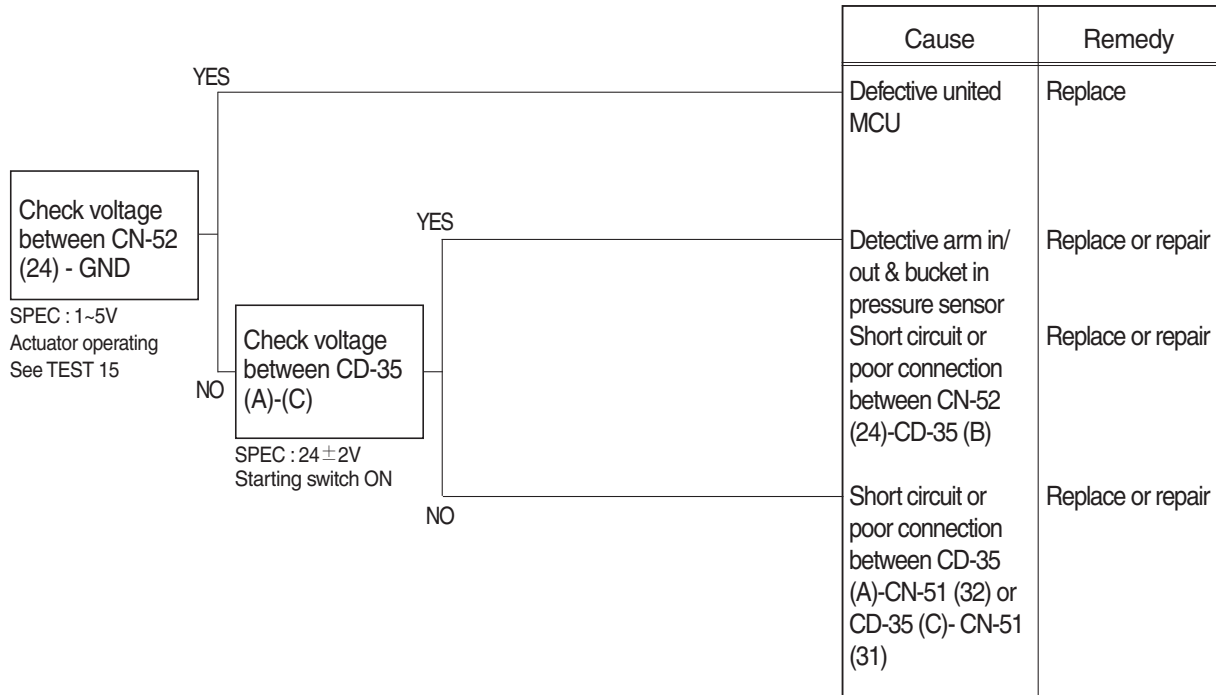 Cause
Remedy
YES
Defective united
MCU
Replace
Check voltage
between CN-52
(24) - GND
SPEC : 1~5V
Actuator operating
See TEST 15
YES
Detective arm in/
out & bucket in
pressure sensor
Replace or repair
Short circuit or
poor connection
between CN-52
(24)-CD-35 (B)
Replace or repair
NO
Check voltage
between CD-35
(A)-(C)
SPEC : 24±2V
Starting switch ON
NO
Short circuit or
poor connection
between CD-35
(A)-CN-51 (32) or
CD-35 (C)- CN-51
(31)
Replace or repair